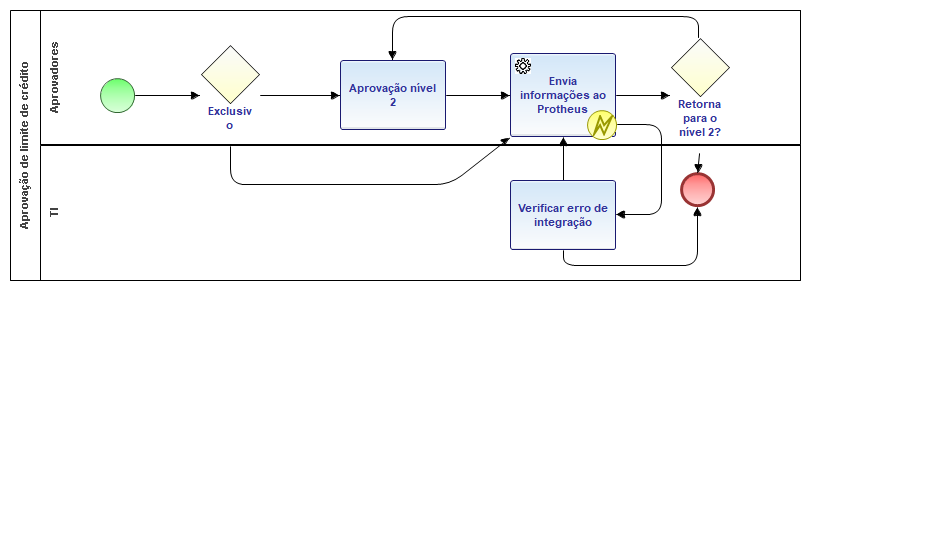 Aprovação de limite de crédito
Aprovadores
Exclusiv
o
Aprovação nível
2
Envia
informações ao
Protheus
Retorna
para o
nível 2?
TI
Verificar erro de
integração